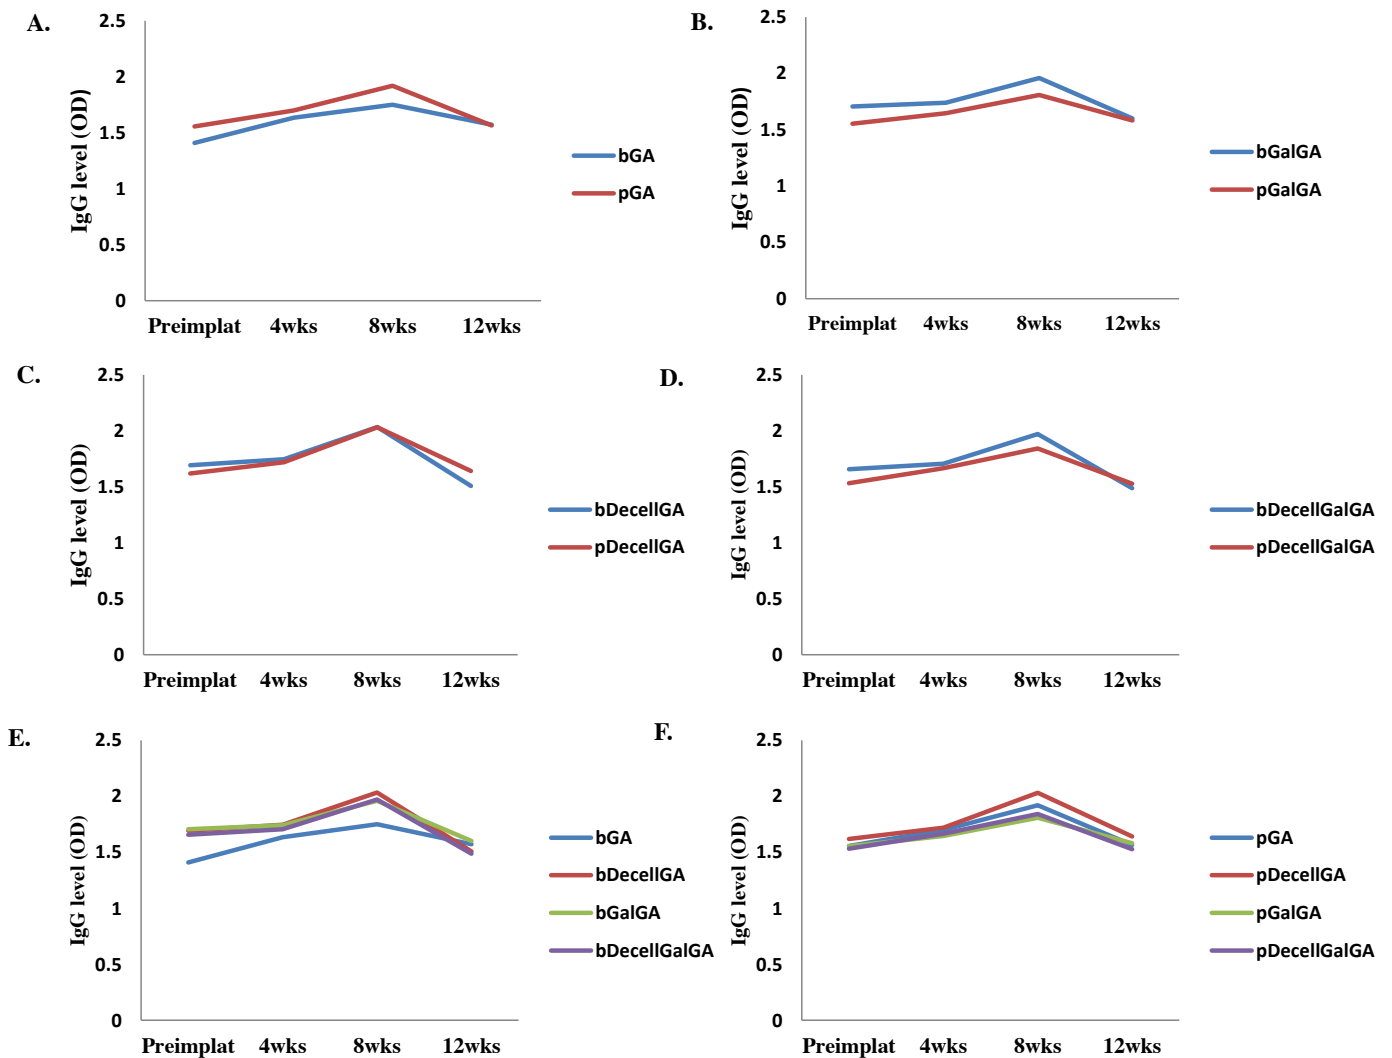 A.
2.5
2
1.5
1
0.5
0
IgG level (OD)
Preimplat 4wks 8wks 12wks
bGA
pGA
B.
2.5
2
1.5
1
0.5
0
IgG level (OD)
Preimplat 4wks 8wks 12wks
bGalGA
pGalGA
C.
2.5
2
1.5
1
0.5
0
IgG level (OD)
Preimplat 4wks 8wks 12wks
bDecellGA
pDecellGA
D.
2.5
2
1.5
1
0.5
0
IgG level (OD)
Preimplat 4wks 8wks 12wks
bDecellGalGA
pDecellGalGA
E.
2.5
2
1.5
1
0.5
0
IgG level (OD)
Preimplat 4wks 8wks 12wks
bGA
bDecellGA
bGalGA
bDecellGalGA
F.
2.5
2
1.5
1
0.5
0
IgG level (OD)
Preimplat 4wks 8wks 12wks
pGA
pDecellGA
pGalGA
pDecellGalGA